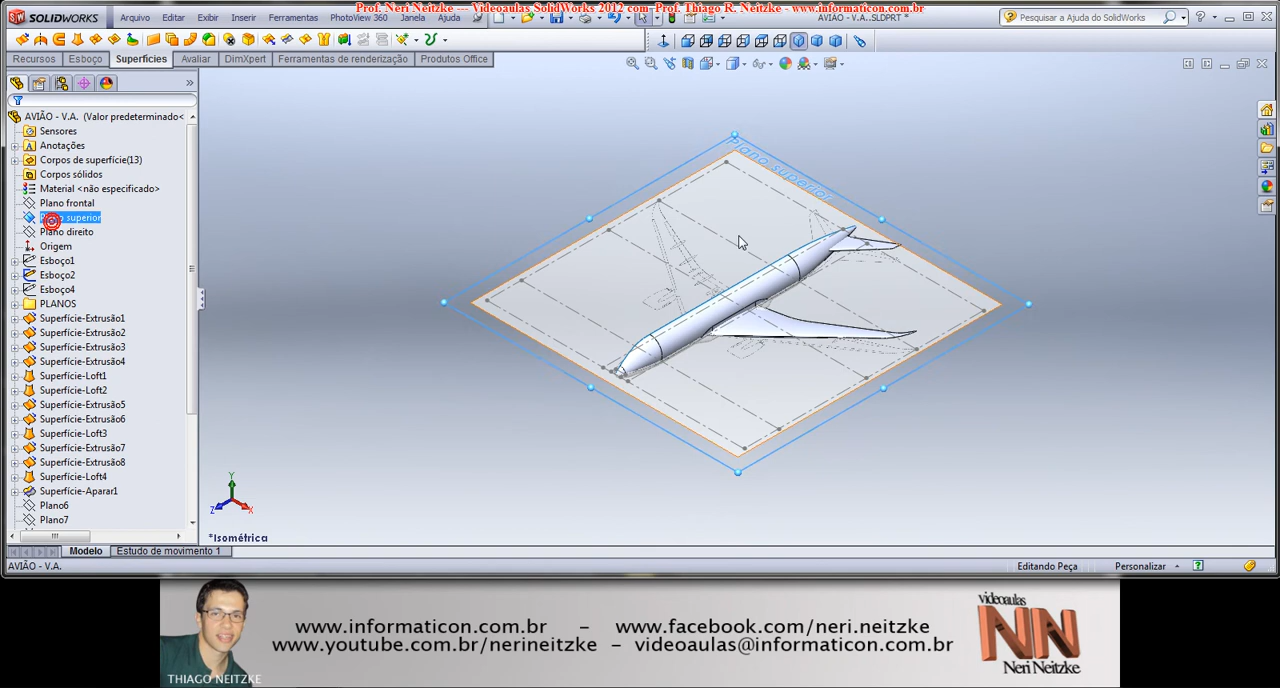 Prof. Neri Neitzke --- Videoaulas SolidWorks 2012 com Prof. Thiago R. Neitzke - www.informaticon.com.br
SOLIDWORKS
Arquivo Editar Exibir Inserir Ferramentas PhotoView 360 My Toolbox Janela Ajuda
AVIÃO - V.A..SLDPRT *
Pesquisar a Ajuda do SolidWorks
Recursos Esboço Superfícies Avaliar DimXpert Ferramentas de renderização Produtos Office
AVIÃO - V.A. (Valor predeterminado<
Sensores
Anotações
Corpos de superfície(13)
Corpos sólidos
Material <não especificado>
Plano frontal
superior
Plano direito
Origem
Esboço1
Esboço2
Esboço4
PLANOS
Superfície-Extrusão1
Superfície-Extrusão2
Superfície-Extrusão3
Superfície-Extrusão4
Superfície-Loft1
Superfície-Loft2
Superfície-Extrusão5
Superfície-Extrusão6
Superfície-Loft3
Superfície-Extrusão7
Superfície-Extrusão8
Superfície-Loft4
Superfície-Aparar1
Plano6
Plano7
Plano superior
Y
Z X
*Isométrica
Modelo Estudo de movimento 1
AVIÃO - V.A. Editando Peça Personalizar
www.informaticon.com.br - www.facebook.com/neri.neitzke
www.youtube.com.br/nerineitzke - videoaulas@informaticon.com.br
THIAGO NEITZKE
videoaulas
NN
Neri Neitzke